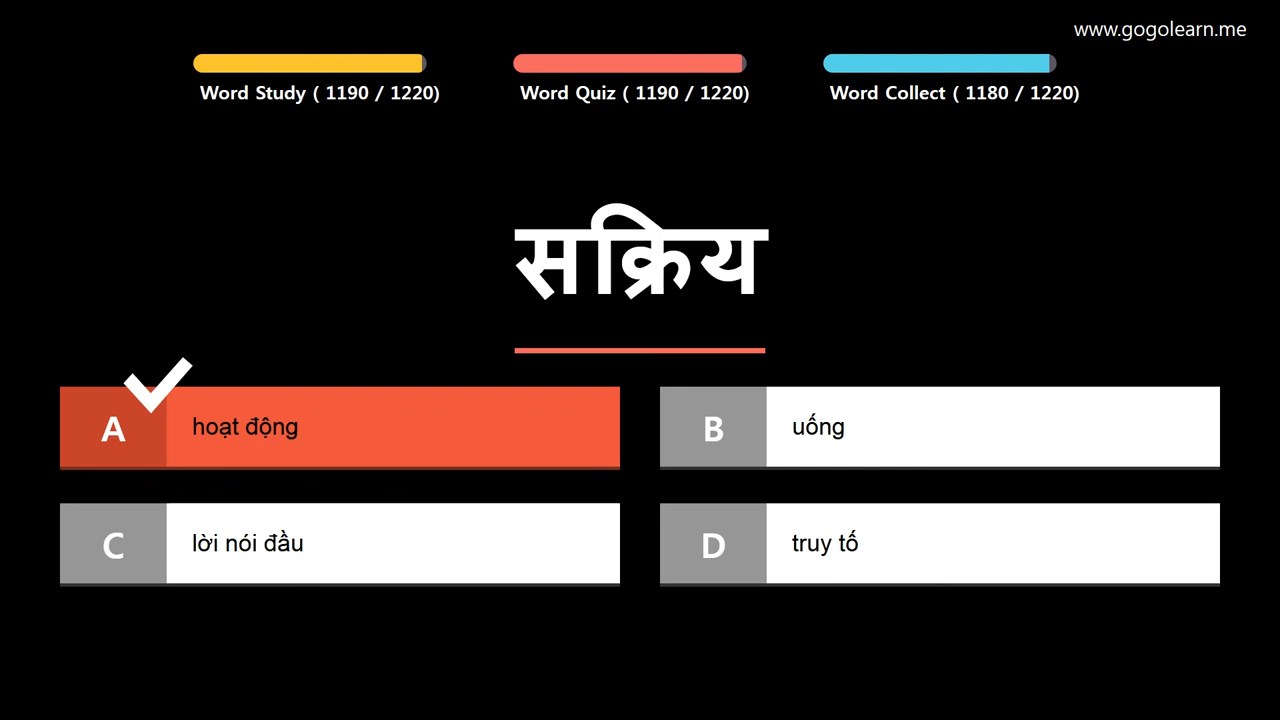 www.gogolearn.me
Word Study ( 1190 / 1220)
Word Quiz ( 1190 / 1220)
Word Collect ( 1180 / 1220)
सक्रिय
A
hoạt động
B
uống
C
lời nói đầu
D
truy tố